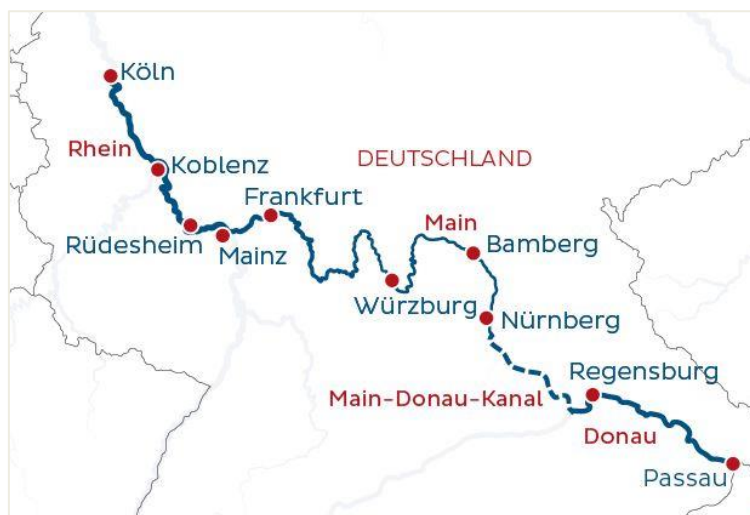 Köln
Rhein
Koblenz
DEUTSCHLAND
Frankfurt
Rüdesheim
Mainz
Main
Bamberg
Würzburg
Nürnberg
Regensburg
Main-Donau-Kanal
Donau
Passau